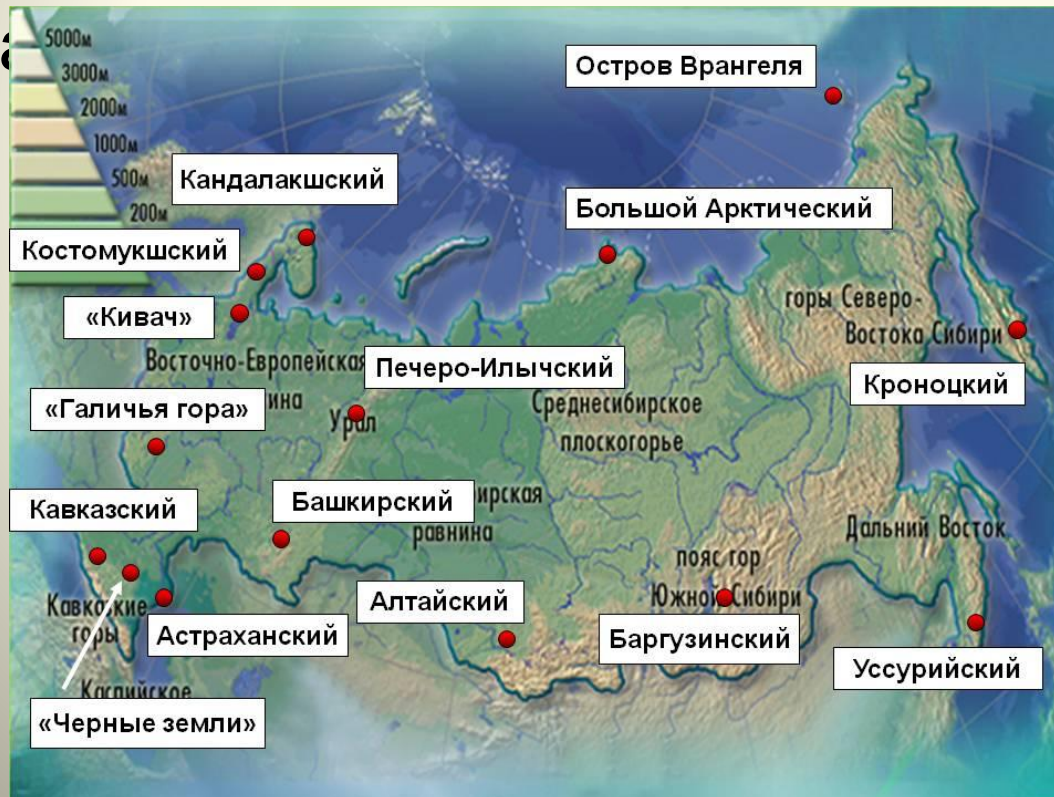 а
5000м
3000м
2000м
1000м
500м
200м
Остров Врангеля
Кандалакшский
Большой Арктический
Костомукшский
«Кивач»
горы Северо-
Востока Сибири
Восточно-Европейская
ина
Печеро-Илычский
Кроноцкий
«Галичья гора»
Урал
Среднесибирское
плоскогорье
Кавказский
Башкирский
ирская
равнина
Дальний Восток
пояс гор
Южной Сибири
Кавказские
горы
Астраханский
Алтайский
Баргузинский
Уссурийский
Каспийское
«Черные земли»